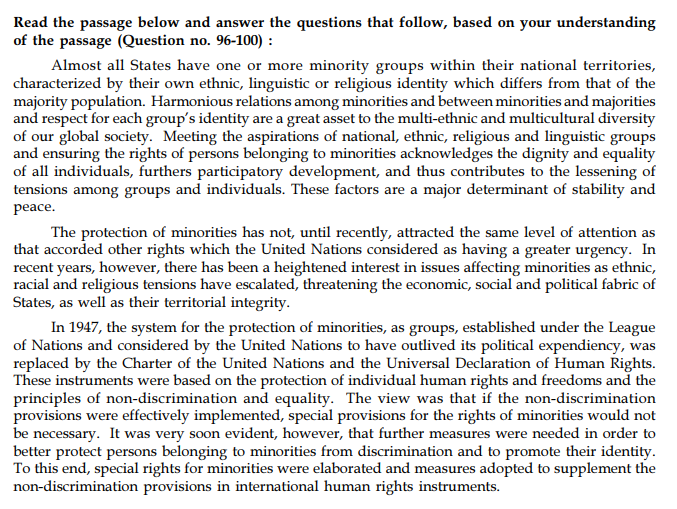 Read the passage below and answer the questions that follow, based on your understanding
of the passage (Question no. 96-100) :
Almost all States have one or more minority groups within their national territories,
characterized by their own ethnic, linguistic or religious identity which differs from that of the
majority population. Harmonious relations among minorities and between minorities and majorities
and respect for each group's identity are a great asset to the multi-ethnic and multicultural diversity
of our global society. Meeting the aspirations of national, ethnic, religious and linguistic groups
and ensuring the rights of persons belonging to minorities acknowledges the dignity and equality
of all individuals, furthers participatory development, and thus contributes to the lessening of
tensions among groups and individuals. These factors are a major determinant of stability and
peace.
The protection of minorities has not, until recently, attracted the same level of attention as
that accorded other rights which the United Nations considered as having a greater urgency. In
recent years, however, there has been a heightened interest in issues affecting minorities as ethnic,
racial and religious tensions have escalated, threatening the economic, social and political fabric of
States, as well as their territorial integrity.
In 1947, the system for the protection of minorities, as groups, established under the League
of Nations and considered by the United Nations to have outlived its political expendiency, was
replaced by the Charter of the United Nations and the Universal Declaration of Human Rights.
These instruments were based on the protection of individual human rights and freedoms and the
principles of non-discrimination and equality. The view was that if the non-discrimination
provisions were effectively implemented, special provisions for the rights of minorities would not
be necessary. It was very soon evident, however, that further measures were needed in order to
better protect persons belonging to minorities from discrimination and to promote their identity.
To this end, special rights for minorities were elaborated and measures adopted to supplement the
non-discrimination provisions in international human rights instruments.